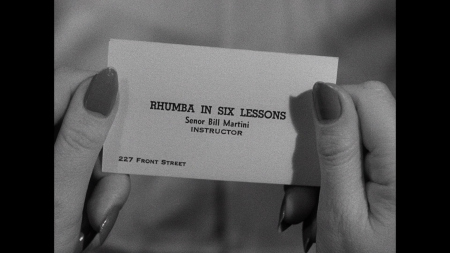 RHUMBA IN SIX LESSONS
Senor Bill Martini
INSTRUCTOR
227 FRONT STREET